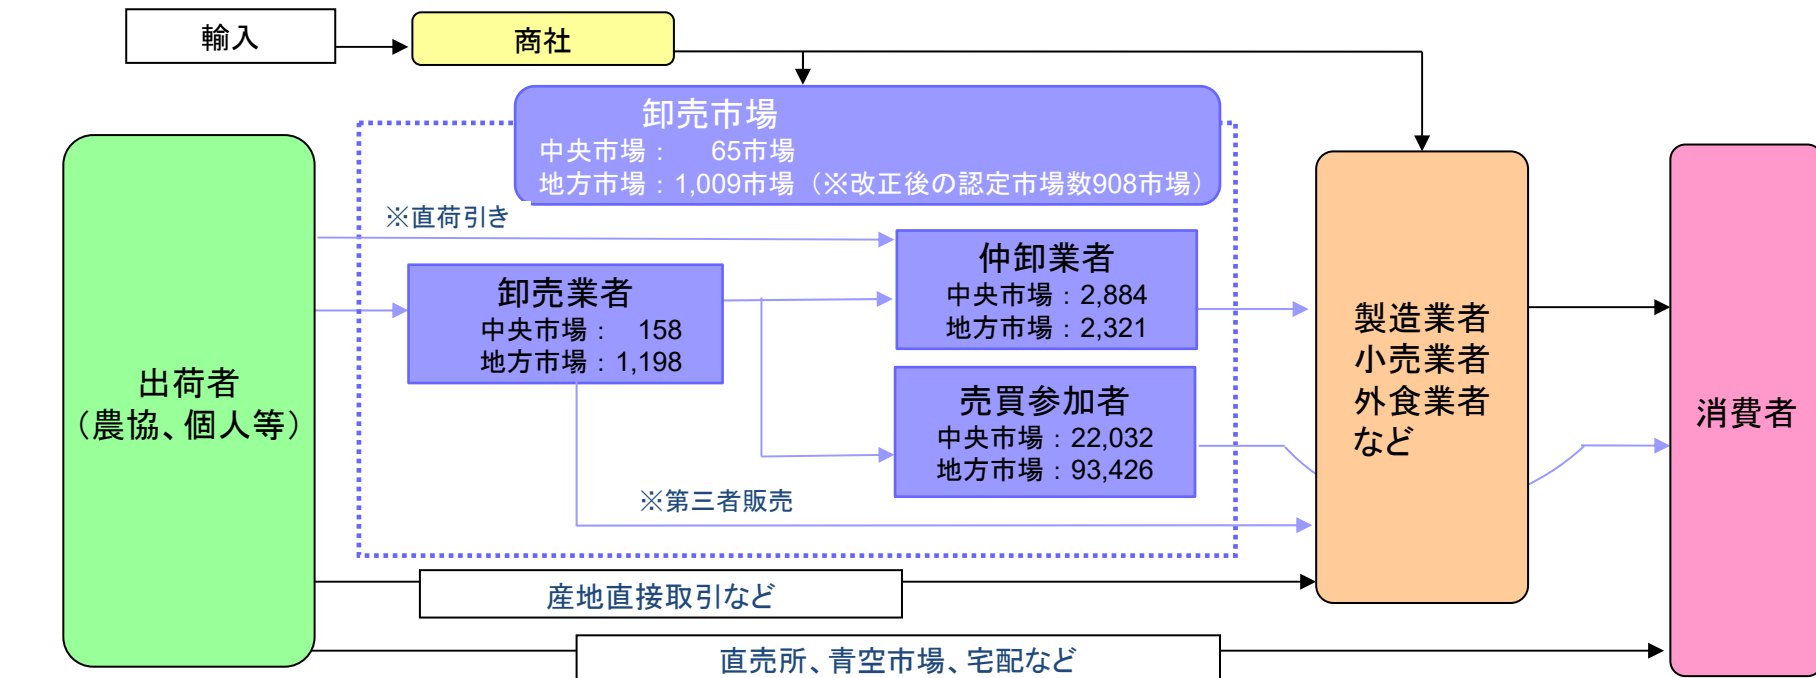 輸入
商社
卸売市場
中央市場： 65市場
地方市場：1,009市場（※改正後の認定市場数908市場）
※直荷引き
卸売業者
中央市場： 158
地方市場：1,198
仲卸業者
中央市場：2,884
地方市場：2,321
売買参加者
中央市場：22,032
地方市場：93,426
※第三者販売
出荷者
（農協、個人等）
製造業者
小売業者
外食業者
など
消費者
産地直接取引など
直売所、青空市場、宅配など